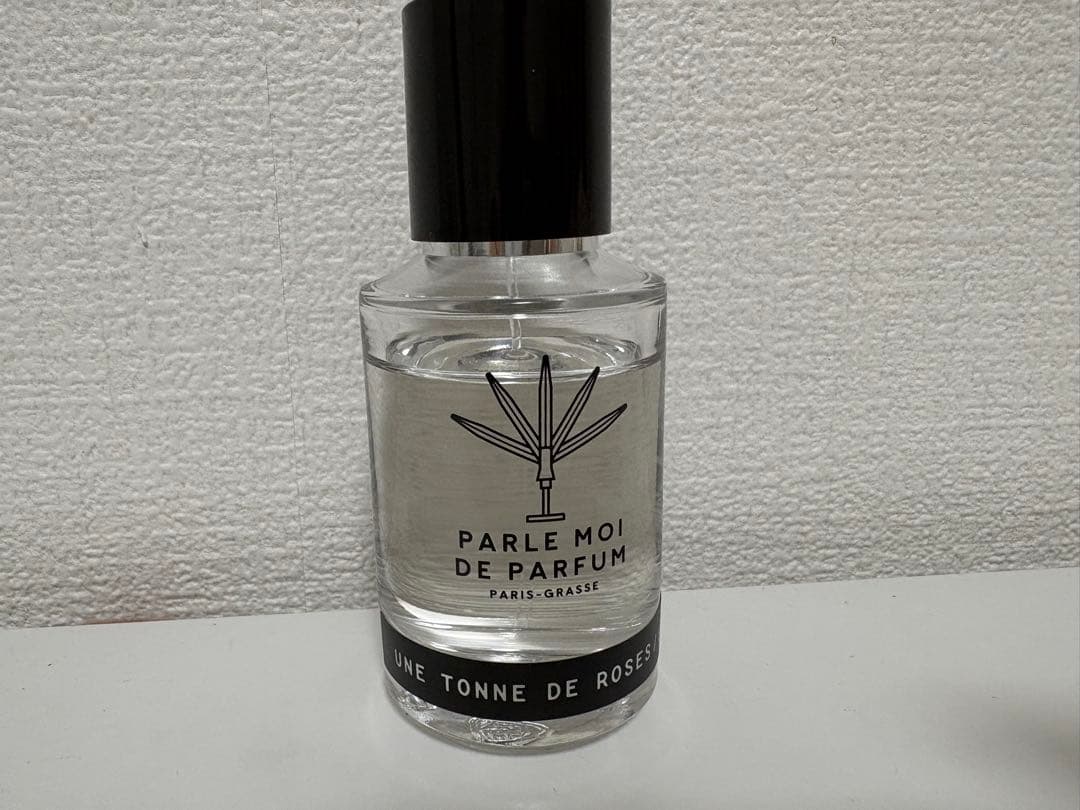 PARLE MOI
DE PARFUM
PARIS-GRASSE
UNE TONNE DE ROSES/